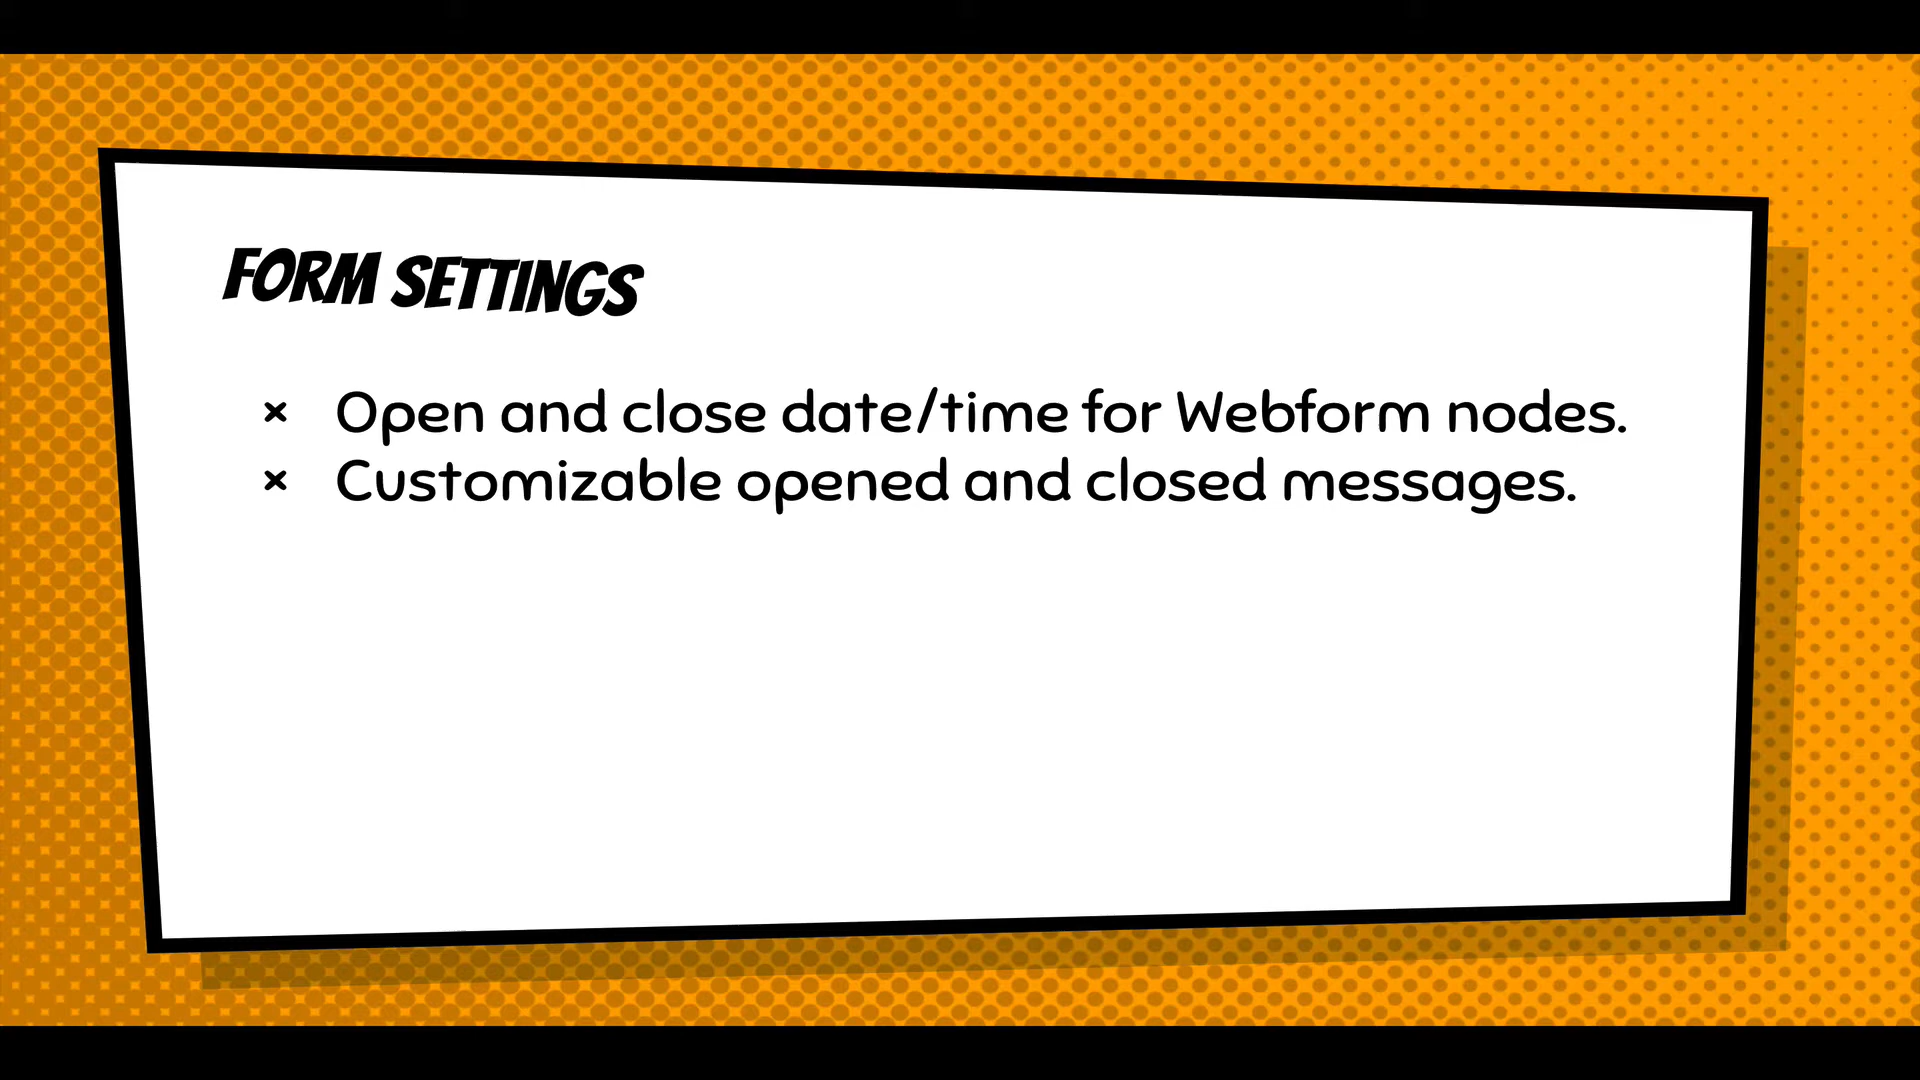 FORM SETTINGS
× Open and close date/time for Webform nodes.
× Customizable opened and closed messages.